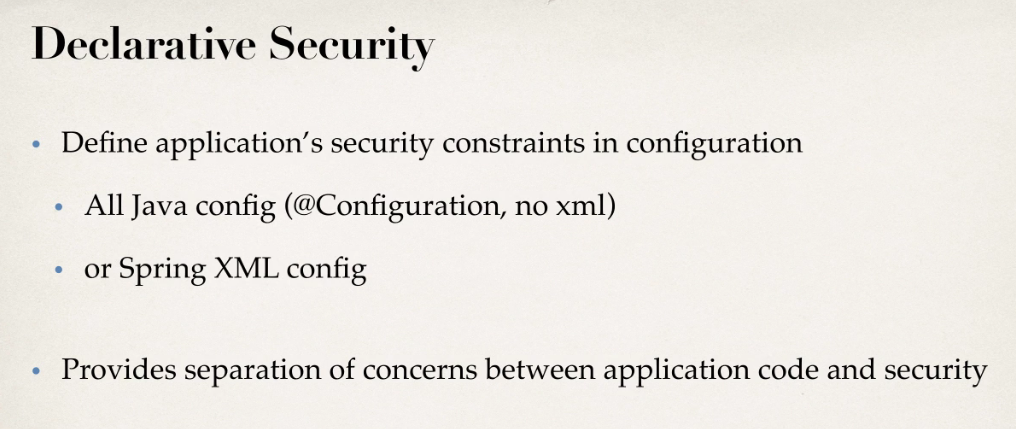 Declarative Security
• Define application’s security constraints in configuration
• All Java config (@Configuration, no xml)
• or Spring XML config
• Provides separation of concerns between application code and security